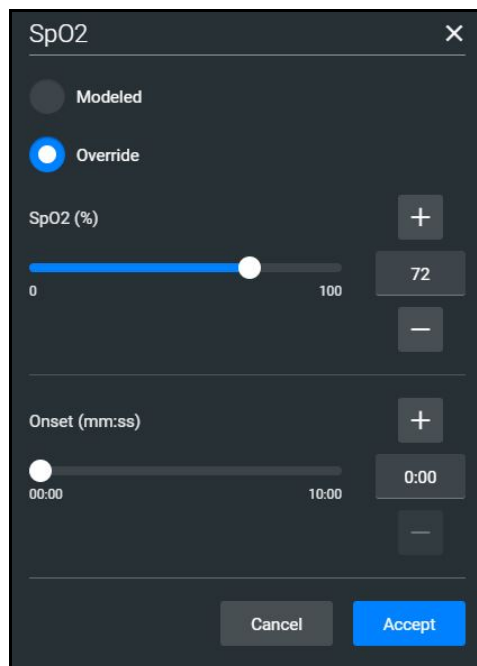 SpO2
Modeled
Override
SpO2 (%)
72
0 100
Onset (mm:ss)
0:00
00:00 10:00
Cancel Accept